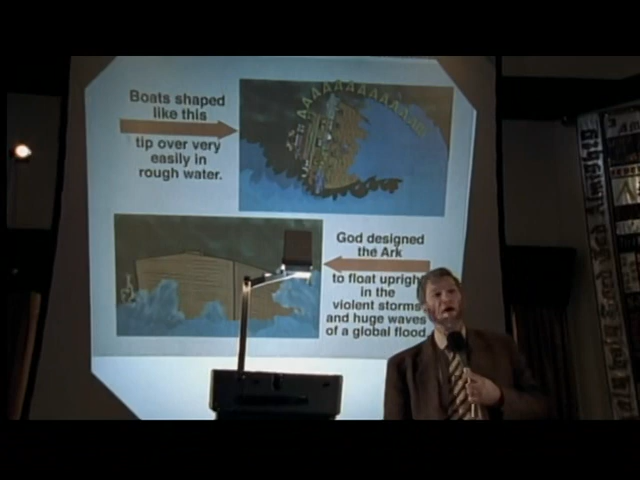 Boats shaped
like this
tip over very
easily in
rough water.
God designed
the Ark
to float upright
in the
violent storms
and huge waves
of a global flood.
Almighty